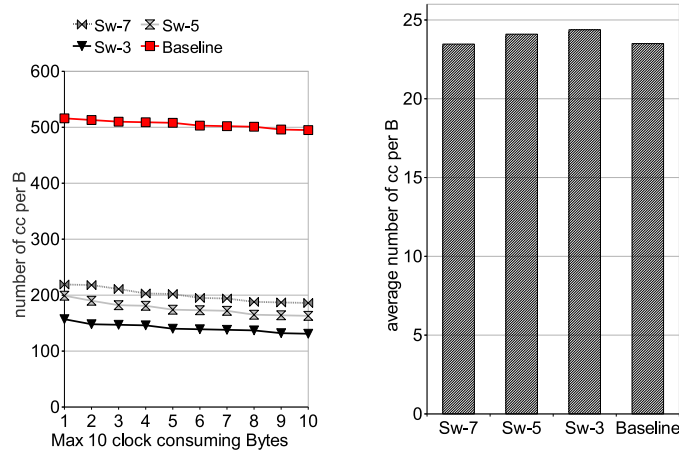 Sw-7 Sw-5
Sw-3 Baseline
number of cc per B
600
500
400
300
200
100
0
1 2 3 4 5 6 7 8 9 10
Max 10 clock consuming Bytes
average number of cc per B
25
20
15
10
5
0
Sw-7 Sw-5 Sw-3 Baseline